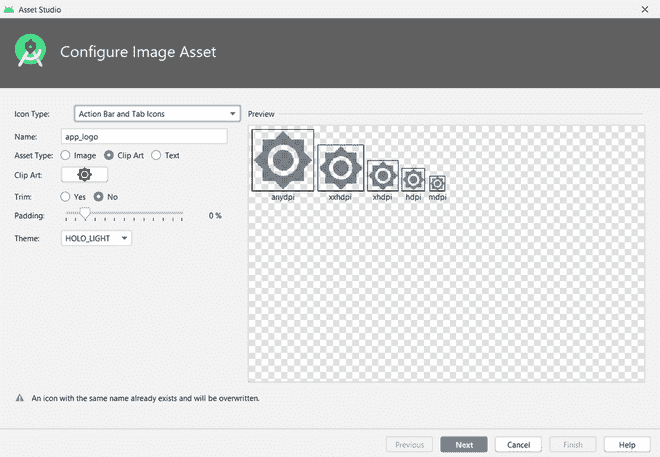 Asset Studio
Configure Image Asset
Icon Type: Action Bar and Tab Icons
Preview
Name: app_logo
Asset Type: Image Clip Art Text
Clip Art:
Trim: Yes No
Padding: 0 %
Theme: HOLO_LIGHT
anydpi xxhdpi xhdpi hdpi mdpi
An icon with the same name already exists and will be overwritten.
Previous Next Cancel Finish Help